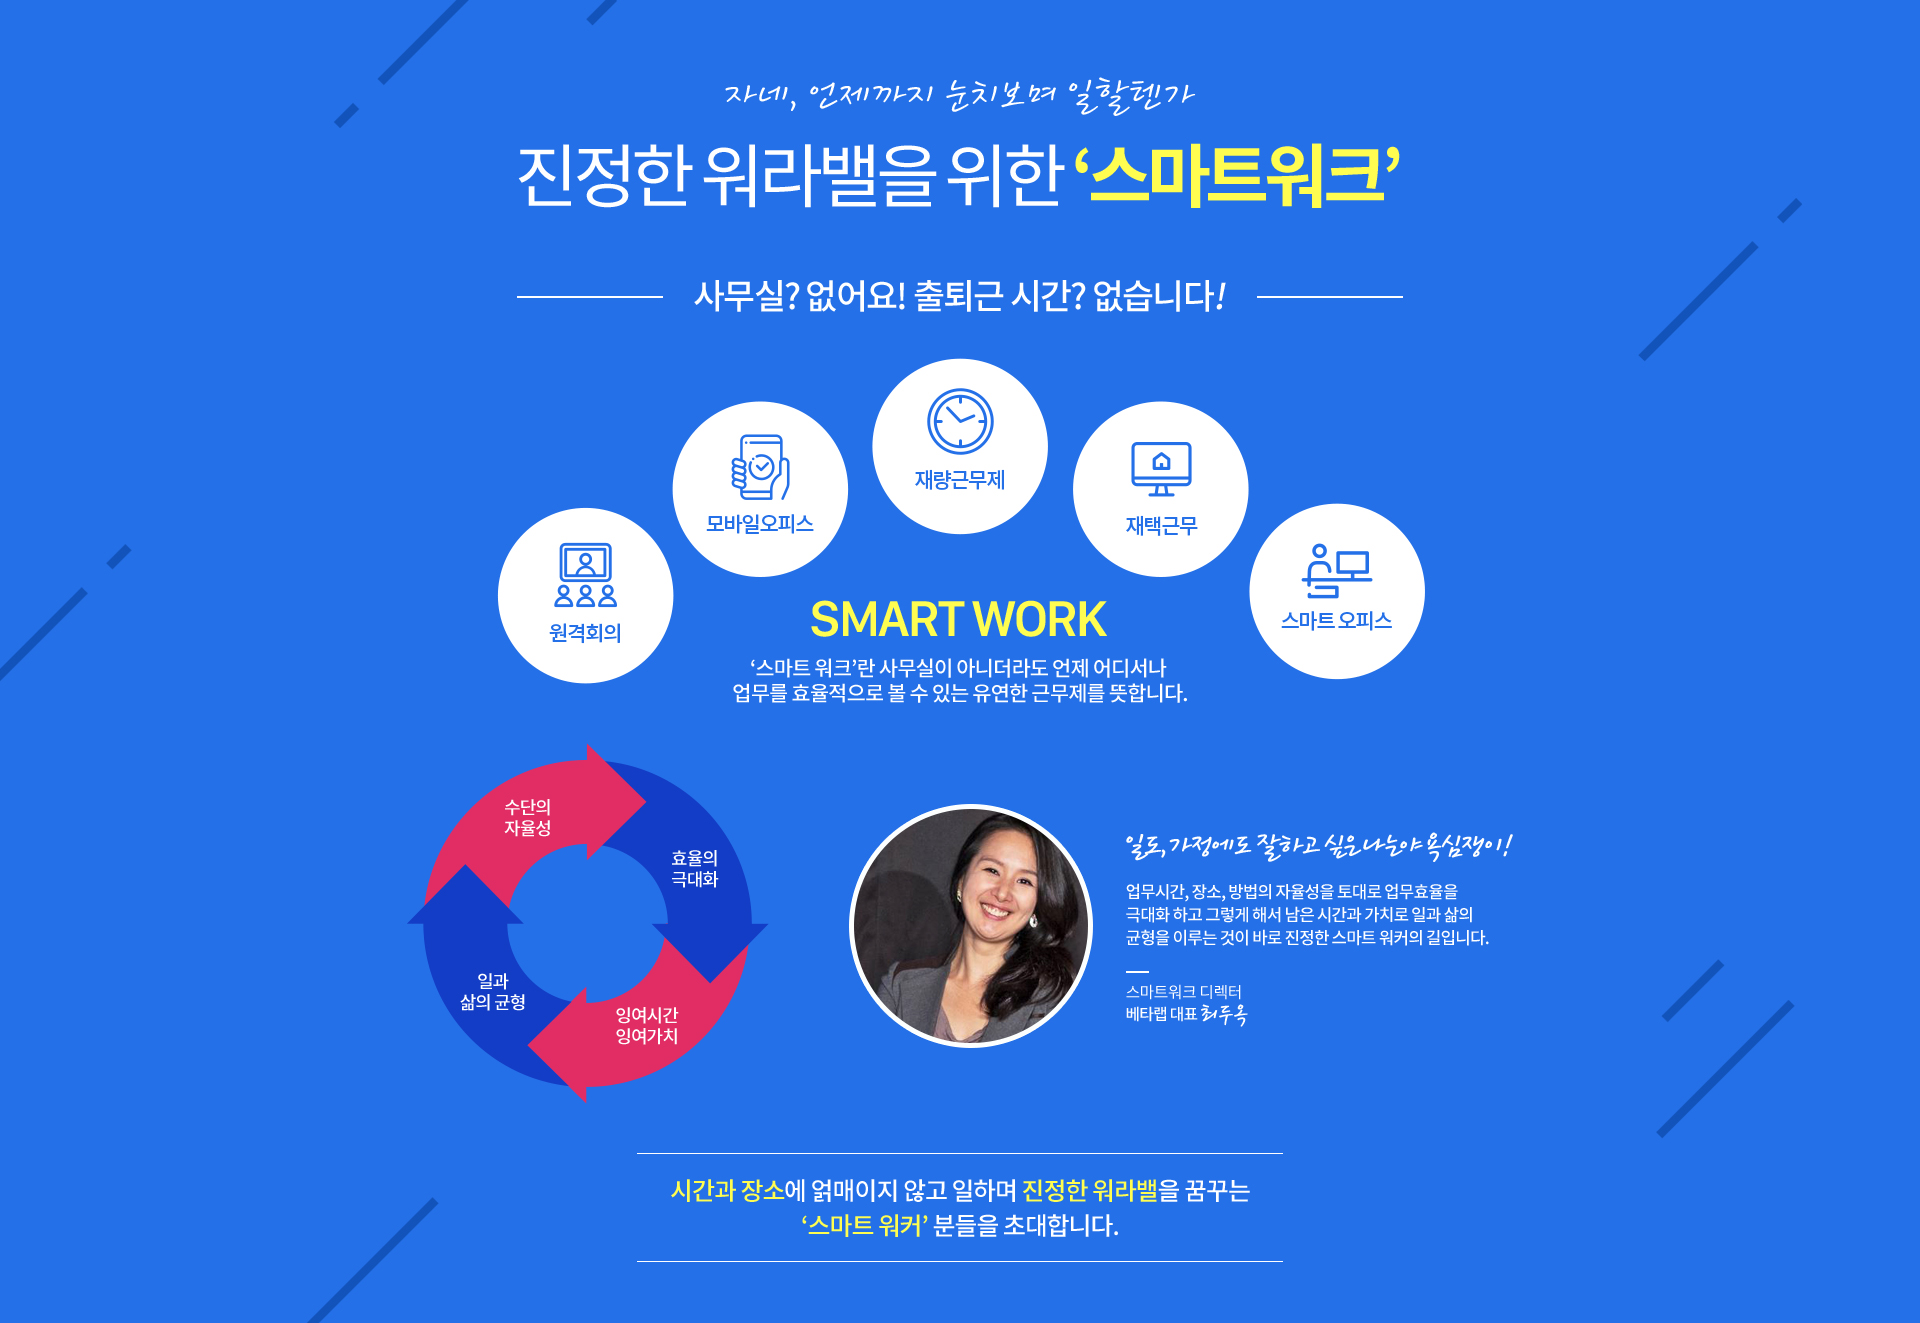 자네, 언제까지 눈치보며 일할텐가
진정한 워라밸을 위한 ‘스마트워크’
사무실? 없어요! 출퇴근 시간? 없습니다!
재량근무제
모바일오피스
재택근무
원격회의
스마트 오피스
SMART WORK
‘스마트 워크’란 사무실이 아니더라도 언제 어디서나
업무를 효율적으로 볼 수 있는 유연한 근무제를 뜻합니다.
수단의
자율성
효율의
극대화
일과
삶의 균형
잉여시간
잉여가치
일도, 가정에도 잘하고 싶은 나는야 욕심쟁이!
업무시간, 장소, 방법의 자율성을 토대로 업무효율을
극대화 하고 그렇게 해서 남은 시간과 가치로 일과 삶의
균형을 이루는 것이 바로 진정한 스마트 워커의 길입니다.
스마트워크 디렉터
베타랩 대표 최두옥
시간과 장소에 얽매이지 않고 일하며 진정한 워라밸을 꿈꾸는
‘스마트 워커’ 분들을 초대합니다.